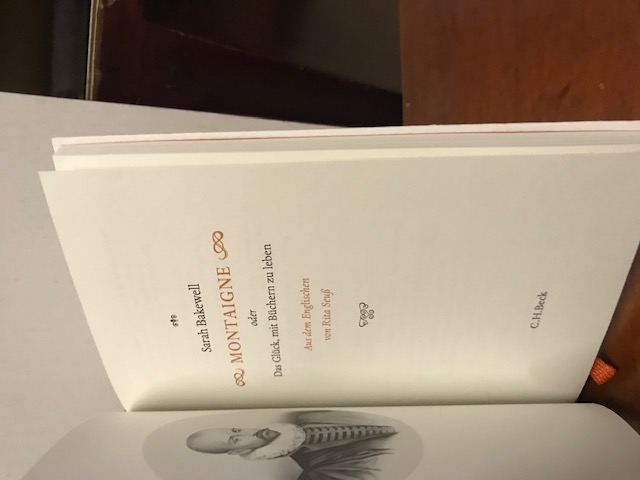 Sarah Bakewell
MONTAIGNE
oder
Das Glück, mit Büchern zu leben
Aus dem Englischen
von Rita Seuß
C.H.Beck